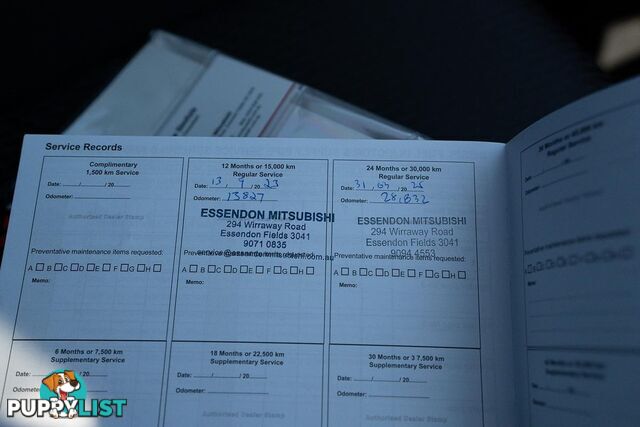 Service Records
Complimentary
1,500 km Service
Date: / /20
Odometer:
Authorised Dealer Stamp
Preventative maintenance items requested:
A B C D E F G H
Memo:
12 Months or 15,000 km
Regular Service
Date: 13 / 9 /20 23
Odometer: 15827
ESSENDON MITSUBISHI
294 Wirraway Road
Essendon Fields 3041
9071 0835
Preventative maintenance items requested:
A B C D E F G H
Memo:
24 Months or 30,000 km
Regular Service
Date: 31, 03 /20 25
Odometer: 28,832
ESSENDON MITSUBISHI
294 Wirraway Road
Essendon Fields 3041
9094 4553
Preventative maintenance items requested:
A B C D E F G H
Memo:
6 Months or 7,500 km
Supplementary Service
Date: / /20
Odometer:
18 Months or 22,500 km
Supplementary Service
Date: / /20
Odometer:
Authorised Dealer Stamp
30 Months or 3 7,500 km
Supplementary Service
Date: / /20
Odometer:
Authorised Dealer Stamp
Regular Service
PUPPYLIST